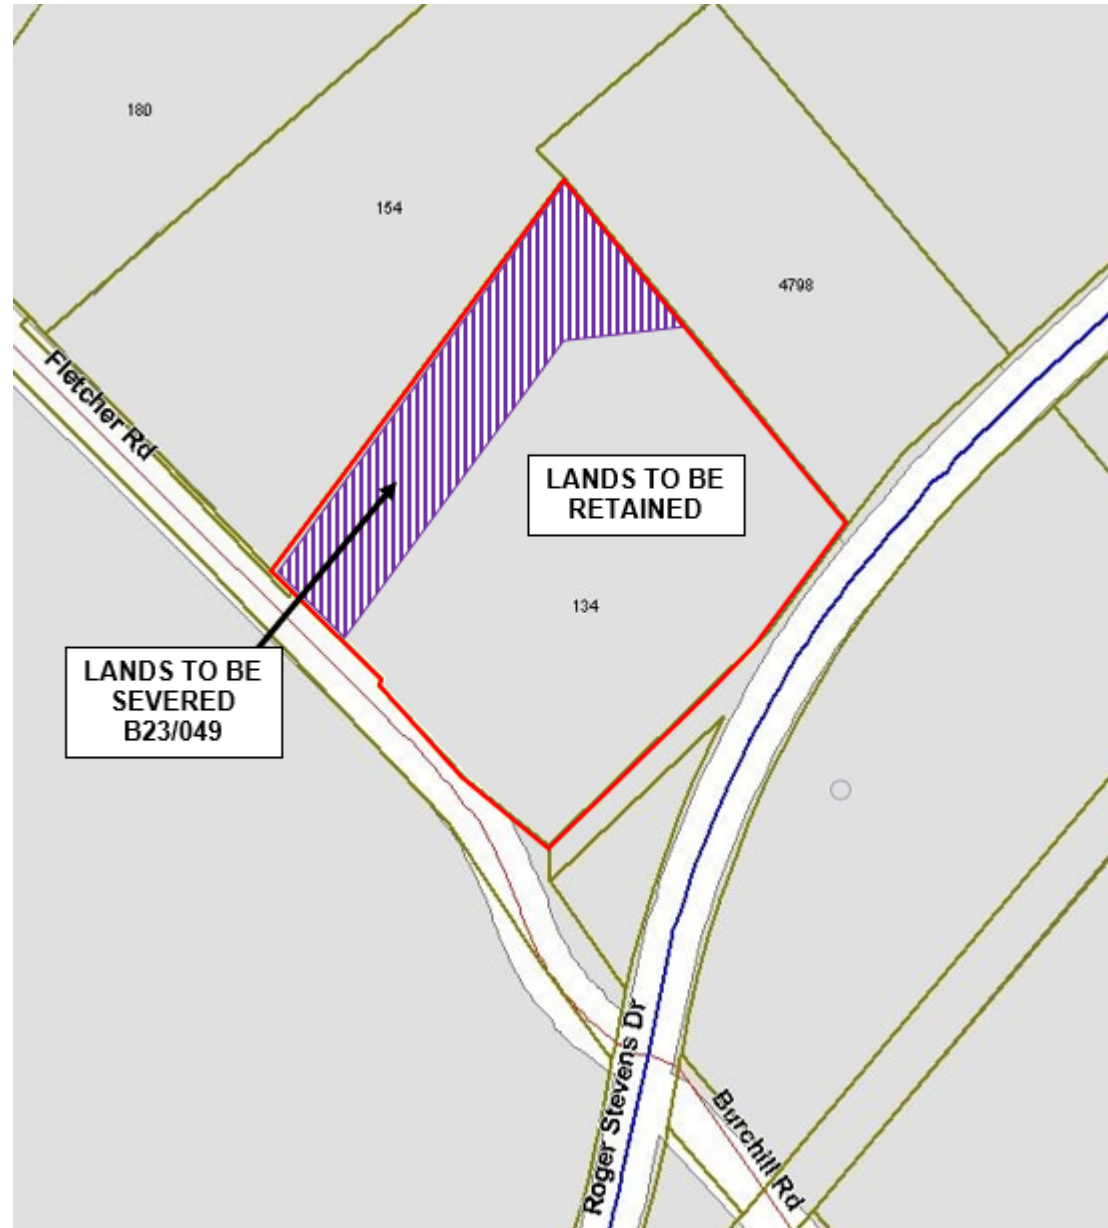 180
154
4798
Fletcher Rd
LANDS TO BE
RETAINED
134
LANDS TO BE
SEVERED
B23/049
Roger Stevens Dr
Burchill Rd